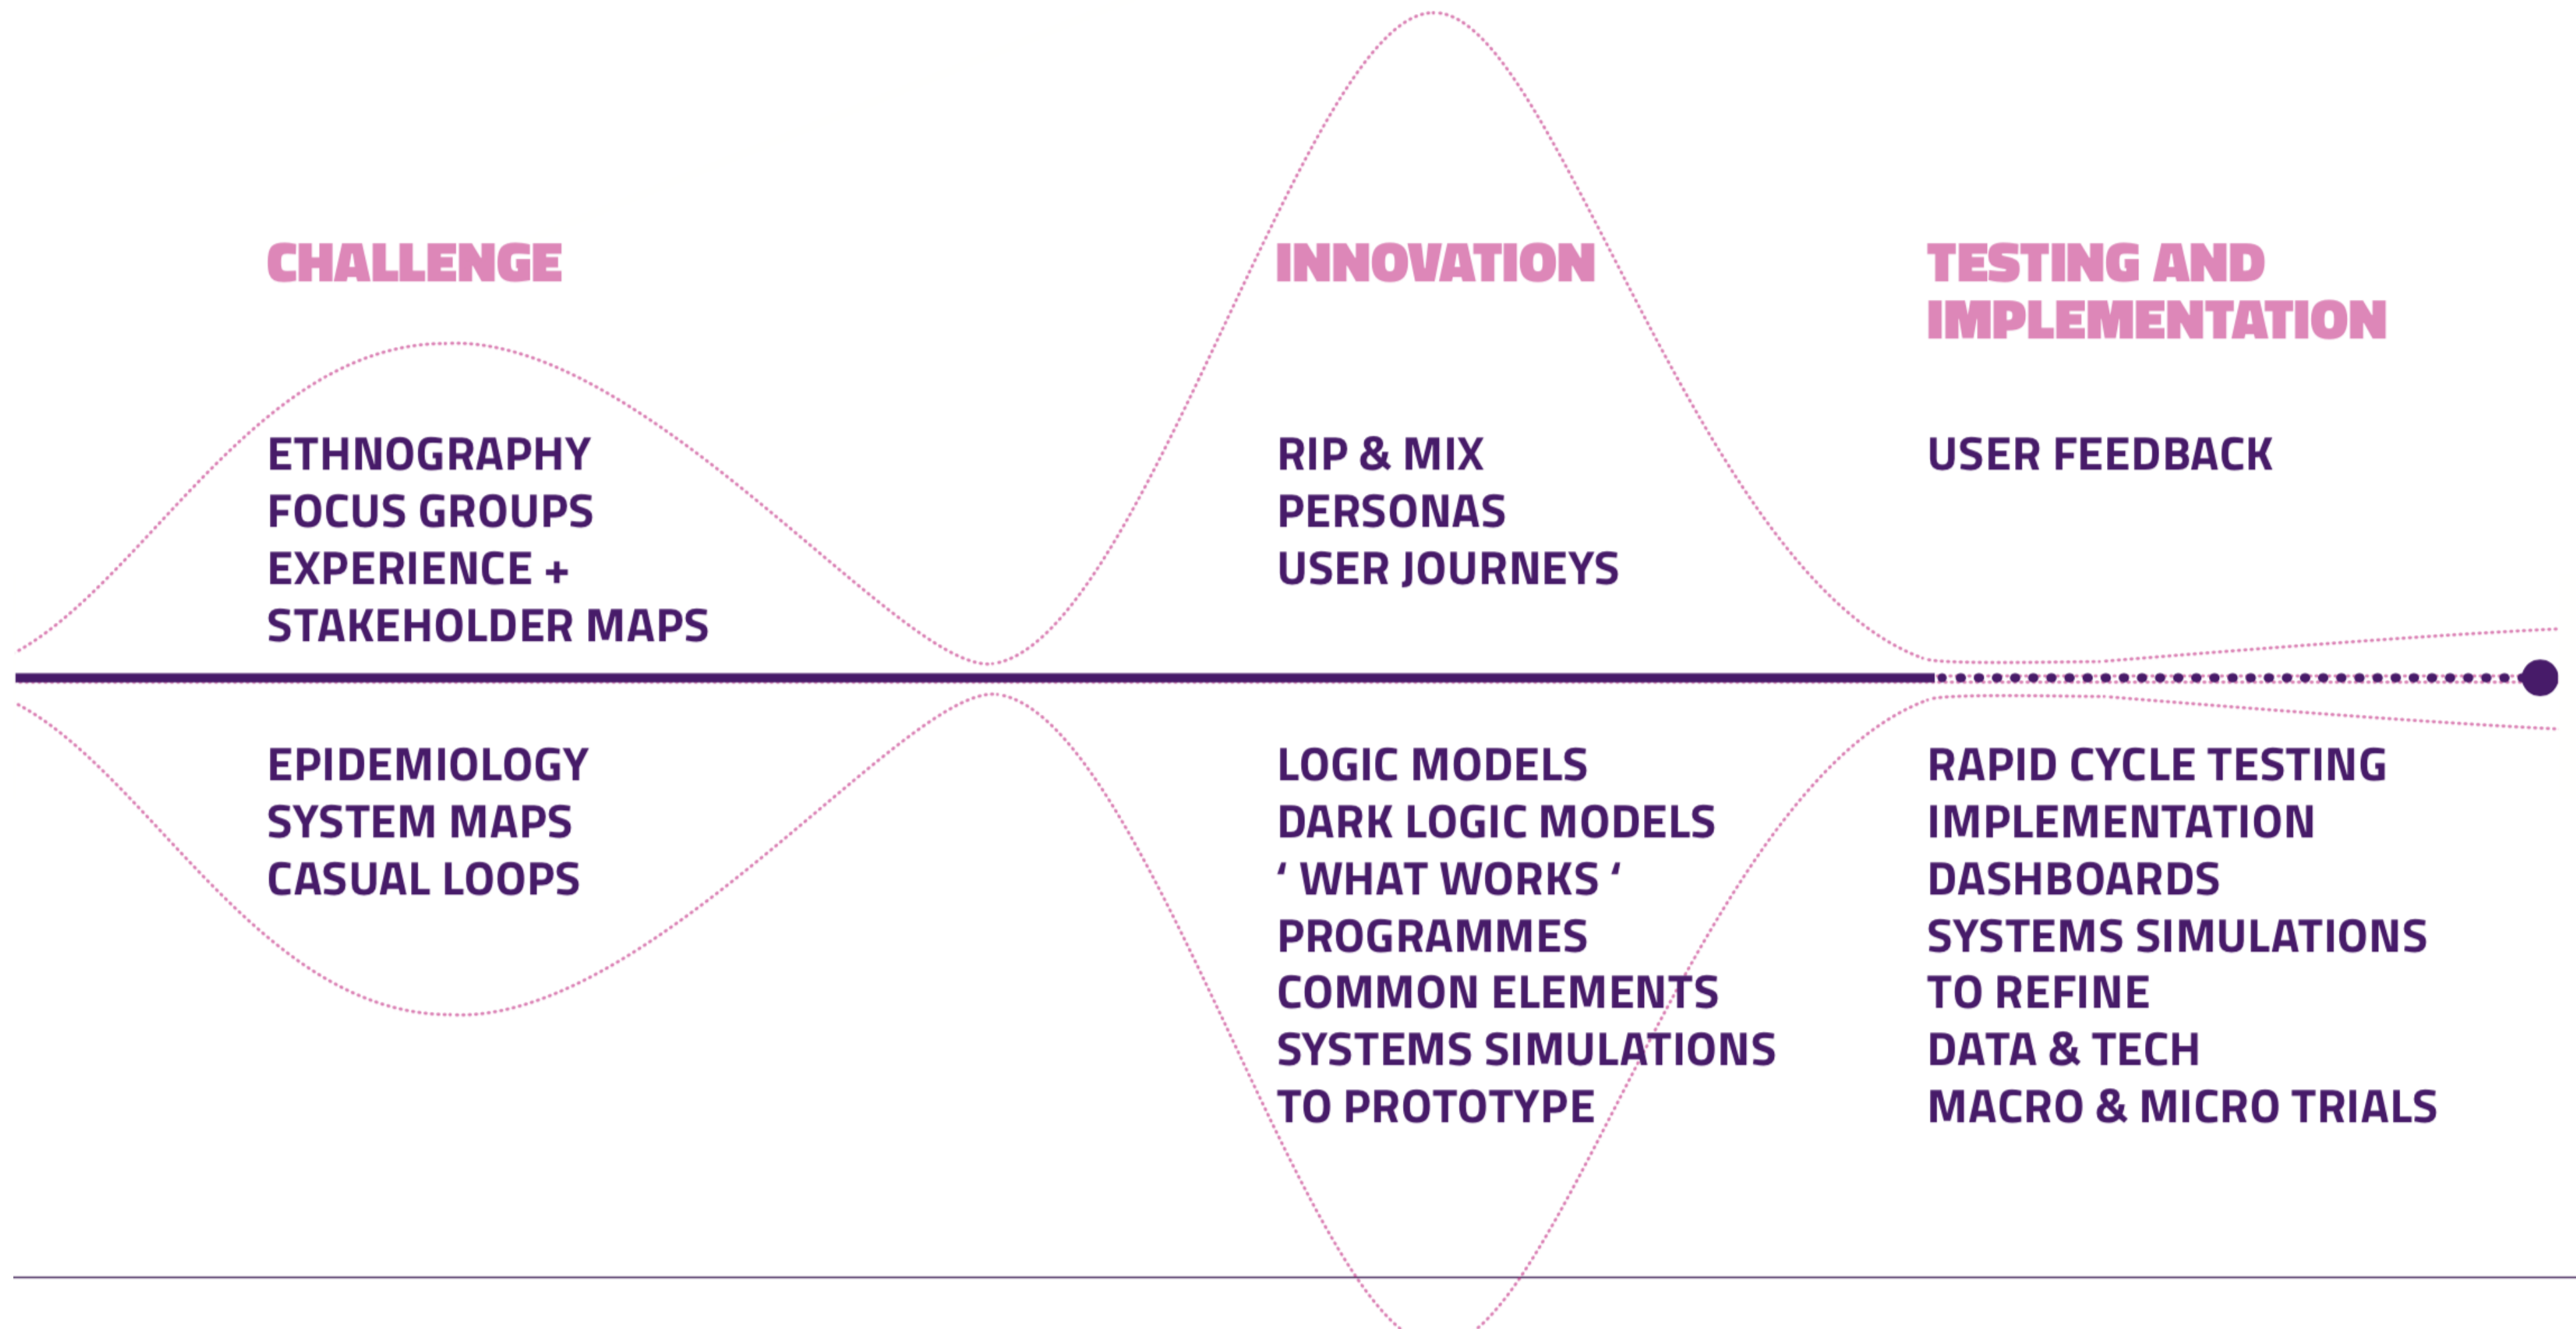 CHALLENGE
ETHNOGRAPHY
FOCUS GROUPS
EXPERIENCE +
STAKEHOLDER MAPS
EPIDEMIOLOGY
SYSTEM MAPS
CASUAL LOOPS
INNOVATION
RIP & MIX
PERSONAS
USER JOURNEYS
LOGIC MODELS
DARK LOGIC MODELS
‘ WHAT WORKS ‘
PROGRAMMES
COMMON ELEMENTS
SYSTEMS SIMULATIONS
TO PROTOTYPE
TESTING AND
IMPLEMENTATION
USER FEEDBACK
RAPID CYCLE TESTING
IMPLEMENTATION
DASHBOARDS
SYSTEMS SIMULATIONS
TO REFINE
DATA & TECH
MACRO & MICRO TRIALS